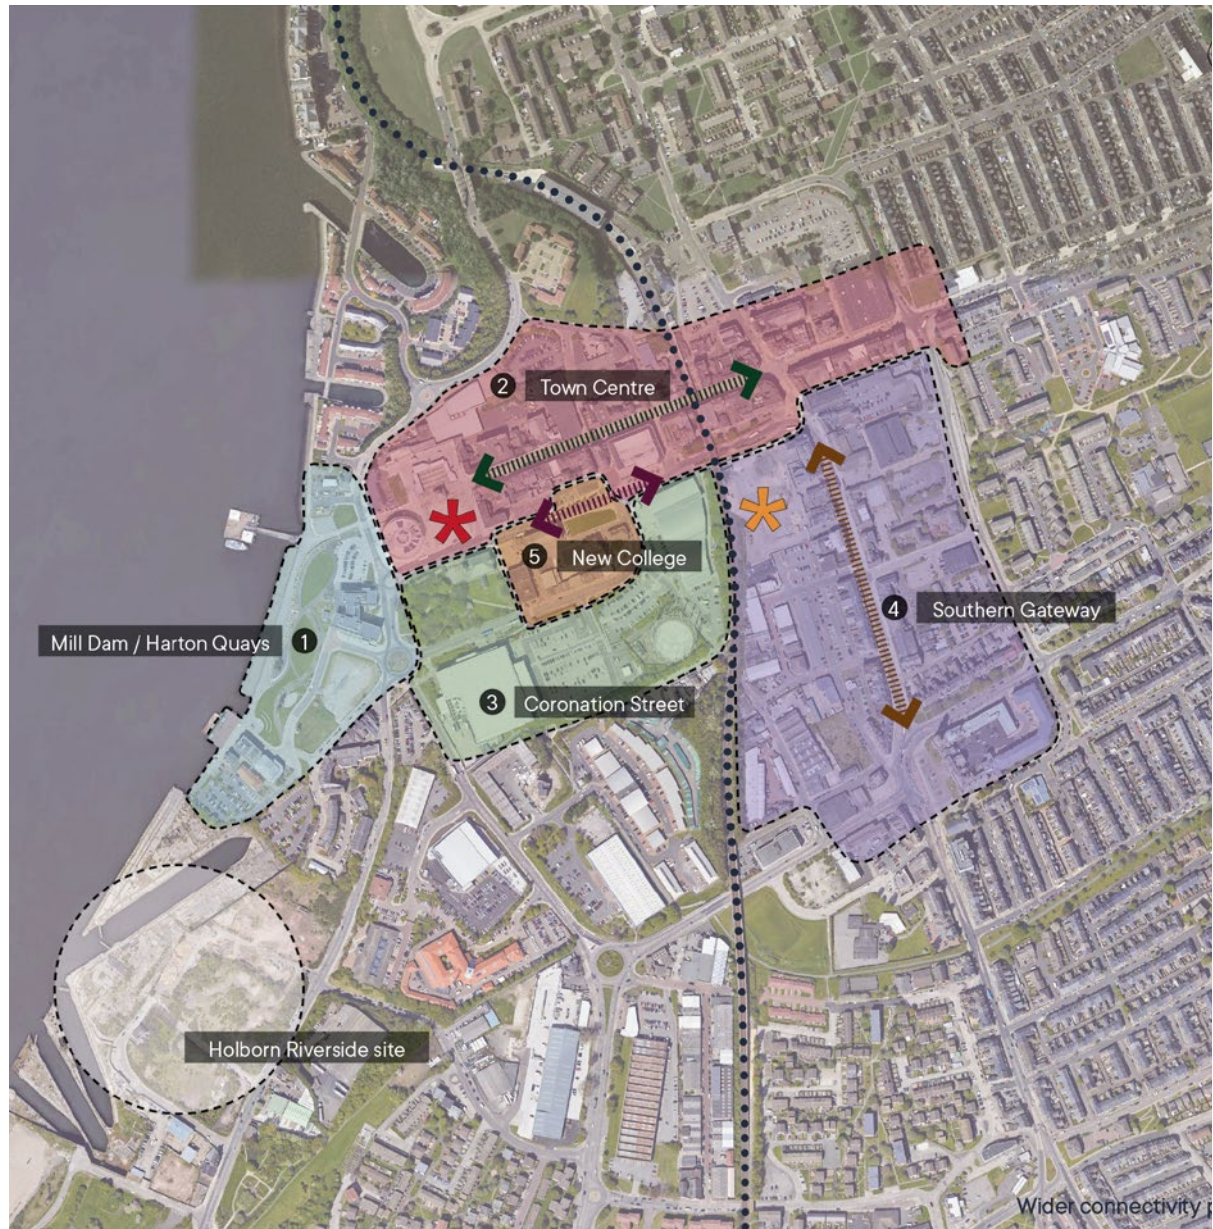 2 Town Centre
5 New College
4 Southern Gateway
Mill Dam / Harton Quays 1
3 Coronation Street
Holborn Riverside site
Wider connectivity